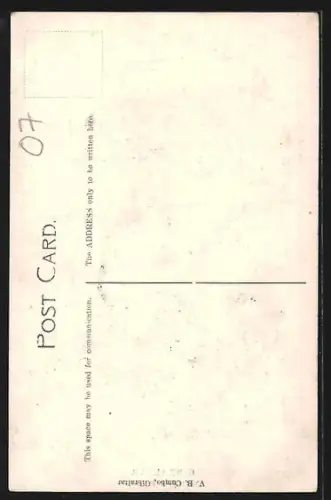 POST CARD.
This space may be used for communication.
The ADDRESS only to be written here.
07
V. B. Cumbo, Gibraltar